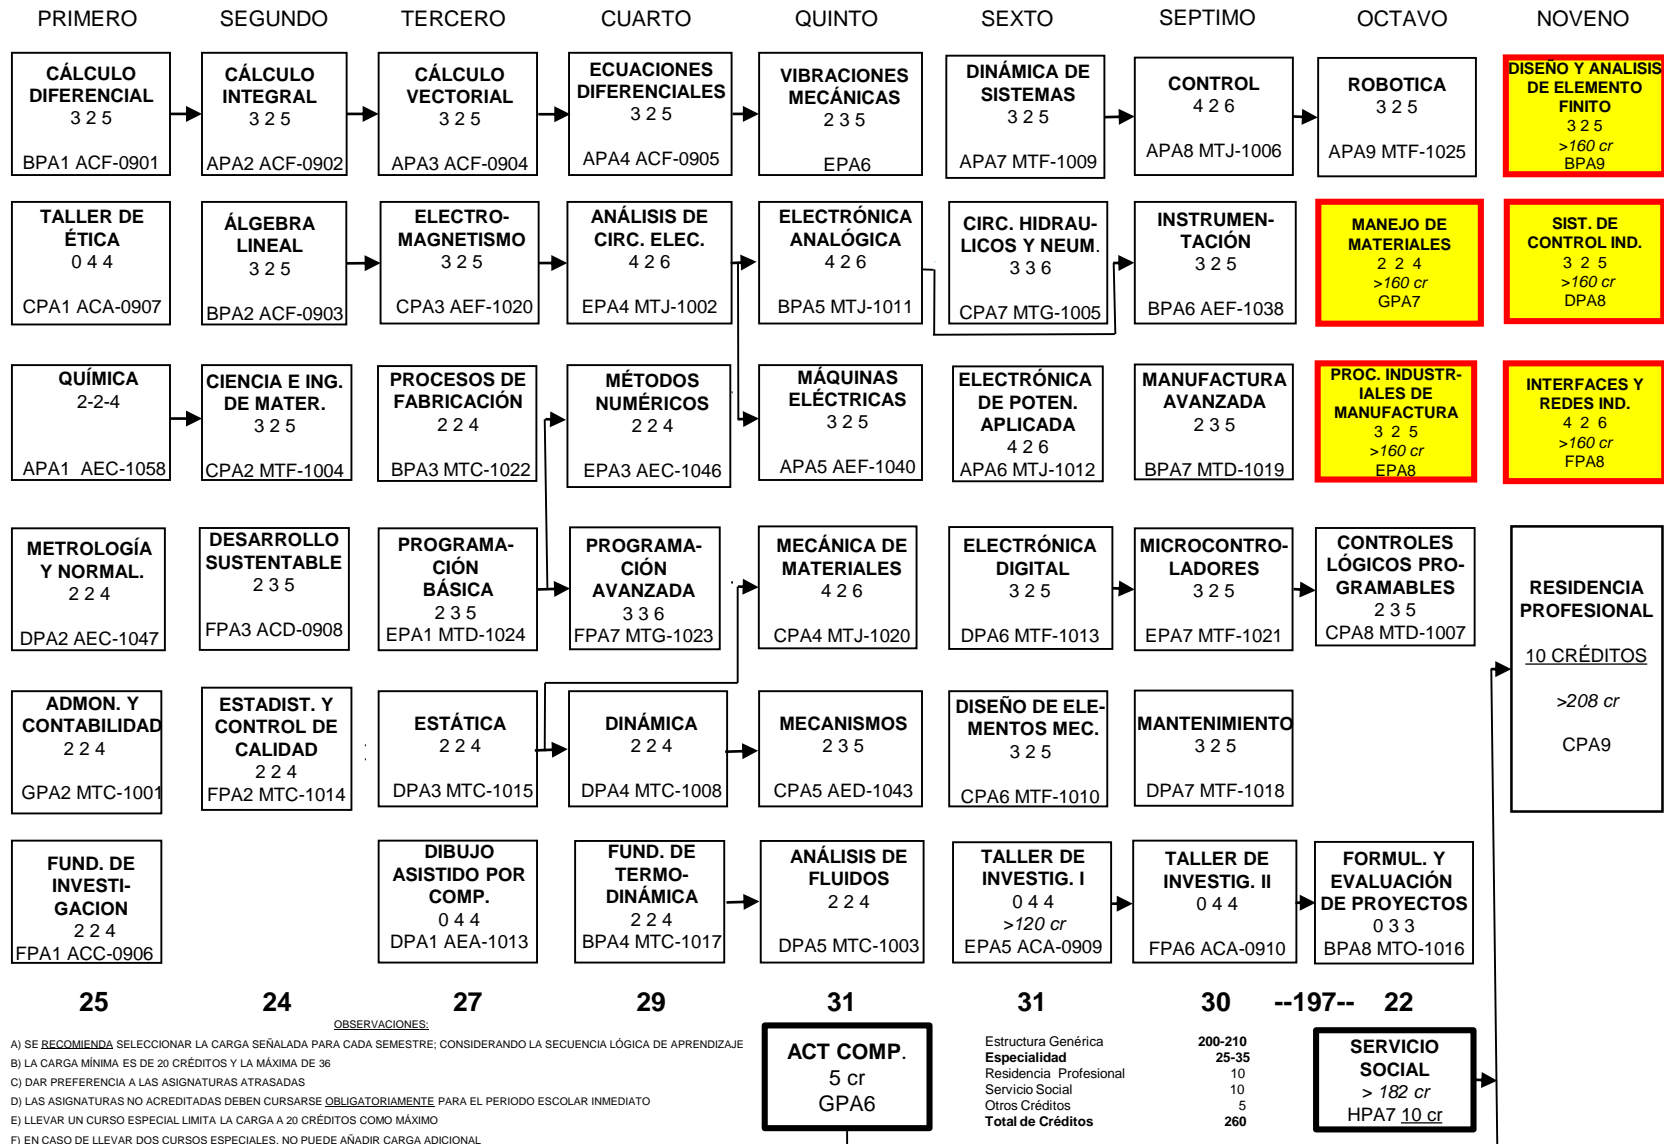 PRIMERO SEGUNDO TERCERO CUARTO QUINTO SEXTO SEPTIMO OCTAVO NOVENO
CÁLCULO
DIFERENCIAL
3 2 5
BPA1 ACF-0901
CÁLCULO
INTEGRAL
3 2 5
APA2 ACF-0902
CÁLCULO
VECTORIAL
3 2 5
APA3 ACF-0904
ECUACIONES
DIFERENCIALES
3 2 5
APA4 ACF-0905
VIBRACIONES
MECÁNICAS
2 3 5
EPA6
DINÁMICA DE
SISTEMAS
3 2 5
APA7 MTF-1009
CONTROL
4 2 6
APA8 MTJ-1006
ROBOTICA
3 2 5
APA9 MTF-1025
DISEÑO Y ANALISIS
DE ELEMENTO
FINITO
3 2 5
>160 cr
BPA9
TALLER DE
ÉTICA
0 4 4
CPA1 ACA-0907
ÁLGEBRA
LINEAL
3 2 5
BPA2 ACF-0903
ELECTRO-
MAGNETISMO
3 2 5
CPA3 AEF-1020
ANÁLISIS DE
CIRC. ELEC.
4 2 6
EPA4 MTJ-1002
ELECTRÓNICA
ANALÓGICA
4 2 6
BPA5 MTJ-1011
CIRC. HIDRAU-
LICOS Y NEUM.
3 3 6
CPA7 MTG-1005
INSTRUMEN-
TACIÓN
3 2 5
BPA6 AEF-1038
MANEJO DE
MATERIALES
2 2 4
>160 cr
GPA7
SIST. DE
CONTROL IND.
3 2 5
>160 cr
DPA8
QUÍMICA
2-2-4
APA1 AEC-1058
CIENCIA E ING.
DE MATER.
3 2 5
CPA2 MTF-1004
PROCESOS DE
FABRICACIÓN
2 2 4
BPA3 MTC-1022
MÉTODOS
NUMÉRICOS
2 2 4
EPA3 AEC-1046
MÁQUINAS
ELÉCTRICAS
3 2 5
APA5 AEF-1040
ELECTRÓNICA
DE POTEN.
APLICADA
4 2 6
APA6 MTJ-1012
MANUFACTURA
AVANZADA
2 3 5
BPA7 MTD-1019
PROC. INDUSTR-
IALES DE
MANUFACTURA
3 2 5
>160 cr
EPA8
INTERFACES Y
REDES IND.
4 2 6
>160 cr
FPA8
METROLOGÍA
Y NORMAL.
2 2 4
DPA2 AEC-1047
DESARROLLO
SUSTENTABLE
2 3 5
FPA3 ACD-0908
PROGRAMA-
CIÓN
BÁSICA
2 3 5
EPA1 MTD-1024
PROGRAMA-
CIÓN
AVANZADA
3 3 6
FPA7 MTG-1023
MECÁNICA DE
MATERIALES
4 2 6
CPA4 MTJ-1020
ELECTRÓNICA
DIGITAL
3 2 5
DPA6 MTF-1013
MICROCONTRO-
LADORES
3 2 5
EPA7 MTF-1021
CONTROLES
LÓGICOS PRO-
GRAMABLES
2 3 5
CPA8 MTD-1007
RESIDENCIA
PROFESIONAL
10 CRÉDITOS
>208 cr
CPA9
ADMON. Y
CONTABILIDAD
2 2 4
GPA2 MTC-1001
ESTADIST. Y
CONTROL DE
CALIDAD
2 2 4
FPA2 MTC-1014
ESTÁTICA
2 2 4
DPA3 MTC-1015
DINÁMICA
2 2 4
DPA4 MTC-1008
MECANISMOS
2 3 5
CPA5 AED-1043
DISEÑO DE ELE-
MENTOS MEC.
3 2 5
CPA6 MTF-1010
MANTENIMIENTO
3 2 5
DPA7 MTF-1018
FUND. DE
INVESTI-
GACION
2 2 4
FPA1 ACC-0906
DIBUJO
ASISTIDO POR
COMP.
0 4 4
DPA1 AEA-1013
FUND. DE
TERMO-
DINÁMICA
2 2 4
BPA4 MTC-1017
ANÁLISIS DE
FLUIDOS
2 2 4
DPA5 MTC-1003
TALLER DE
INVESTIG. I
0 4 4
>120 cr
EPA5 ACA-0909
TALLER DE
INVESTIG. II
0 4 4
FPA6 ACA-0910
FORMUL. Y
EVALUACIÓN
DE PROYECTOS
0 3 3
BPA8 MTO-1016
25 24 27 29 31 31 30 --197-- 22
OBSERVACIONES:
A) SE RECOMIENDA SELECCIONAR LA CARGA SEÑALADA PARA CADA SEMESTRE; CONSIDERANDO LA SECUENCIA LÓGICA DE APRENDIZAJE
B) LA CARGA MÍNIMA ES DE 20 CRÉDITOS Y LA MÁXIMA DE 36
C) DAR PREFERENCIA A LAS ASIGNATURAS ATRASADAS
D) LAS ASIGNATURAS NO ACREDITADAS DEBEN CURSARSE OBLIGATORIAMENTE PARA EL PERIODO ESCOLAR INMEDIATO
E) LLEVAR UN CURSO ESPECIAL LIMITA LA CARGA A 20 CRÉDITOS COMO MÁXIMO
F) EN CASO DE LLEVAR DOS CURSOS ESPECIALES, NO PUEDE AÑADIR CARGA ADICIONAL
ACT COMP.
5 cr
GPA6
Estructura Genérica 200-210
Especialidad 25-35
Residencia Profesional 10
Servicio Social 10
Otros Créditos 5
Total de Créditos 260
SERVICIO
SOCIAL
> 182 cr
HPA7 10 cr